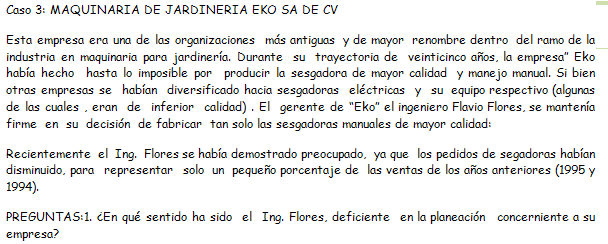 Caso 3: MAQUINARIA DE JARDINERIA EKO SA DE CV
Esta empresa era una de las organizaciones más antiguas y de mayor renombre dentro del ramo de la
industria en maquinaria para jardinería. Durante su trayectoria de veinticinco años, la empresa" Eko
había hecho hasta lo imposible por producir la sesgadora de mayor calidad y manejo manual. Si bien
otras empresas se habían diversificado hacia sesgadoras eléctricas y su equipo respectivo (algunas
de las cuales , eran de inferior calidad) . El gerente de "Eko" el ingeniero Flavio Flores, se mantenía
firme en su decisión de fabricar tan solo las sesgadoras manuales de mayor calidad:
Recientemente el Ing. Flores se había demostrado preocupado, ya que los pedidos de segadoras habían
disminuido, para representar solo un pequeño porcentaje de las ventas de los años anteriores (1995 y
1994).
PREGUNTAS:1. ¿En qué sentido ha sido el Ing. Flores, deficiente en la planeación concerniente a su
empresa?